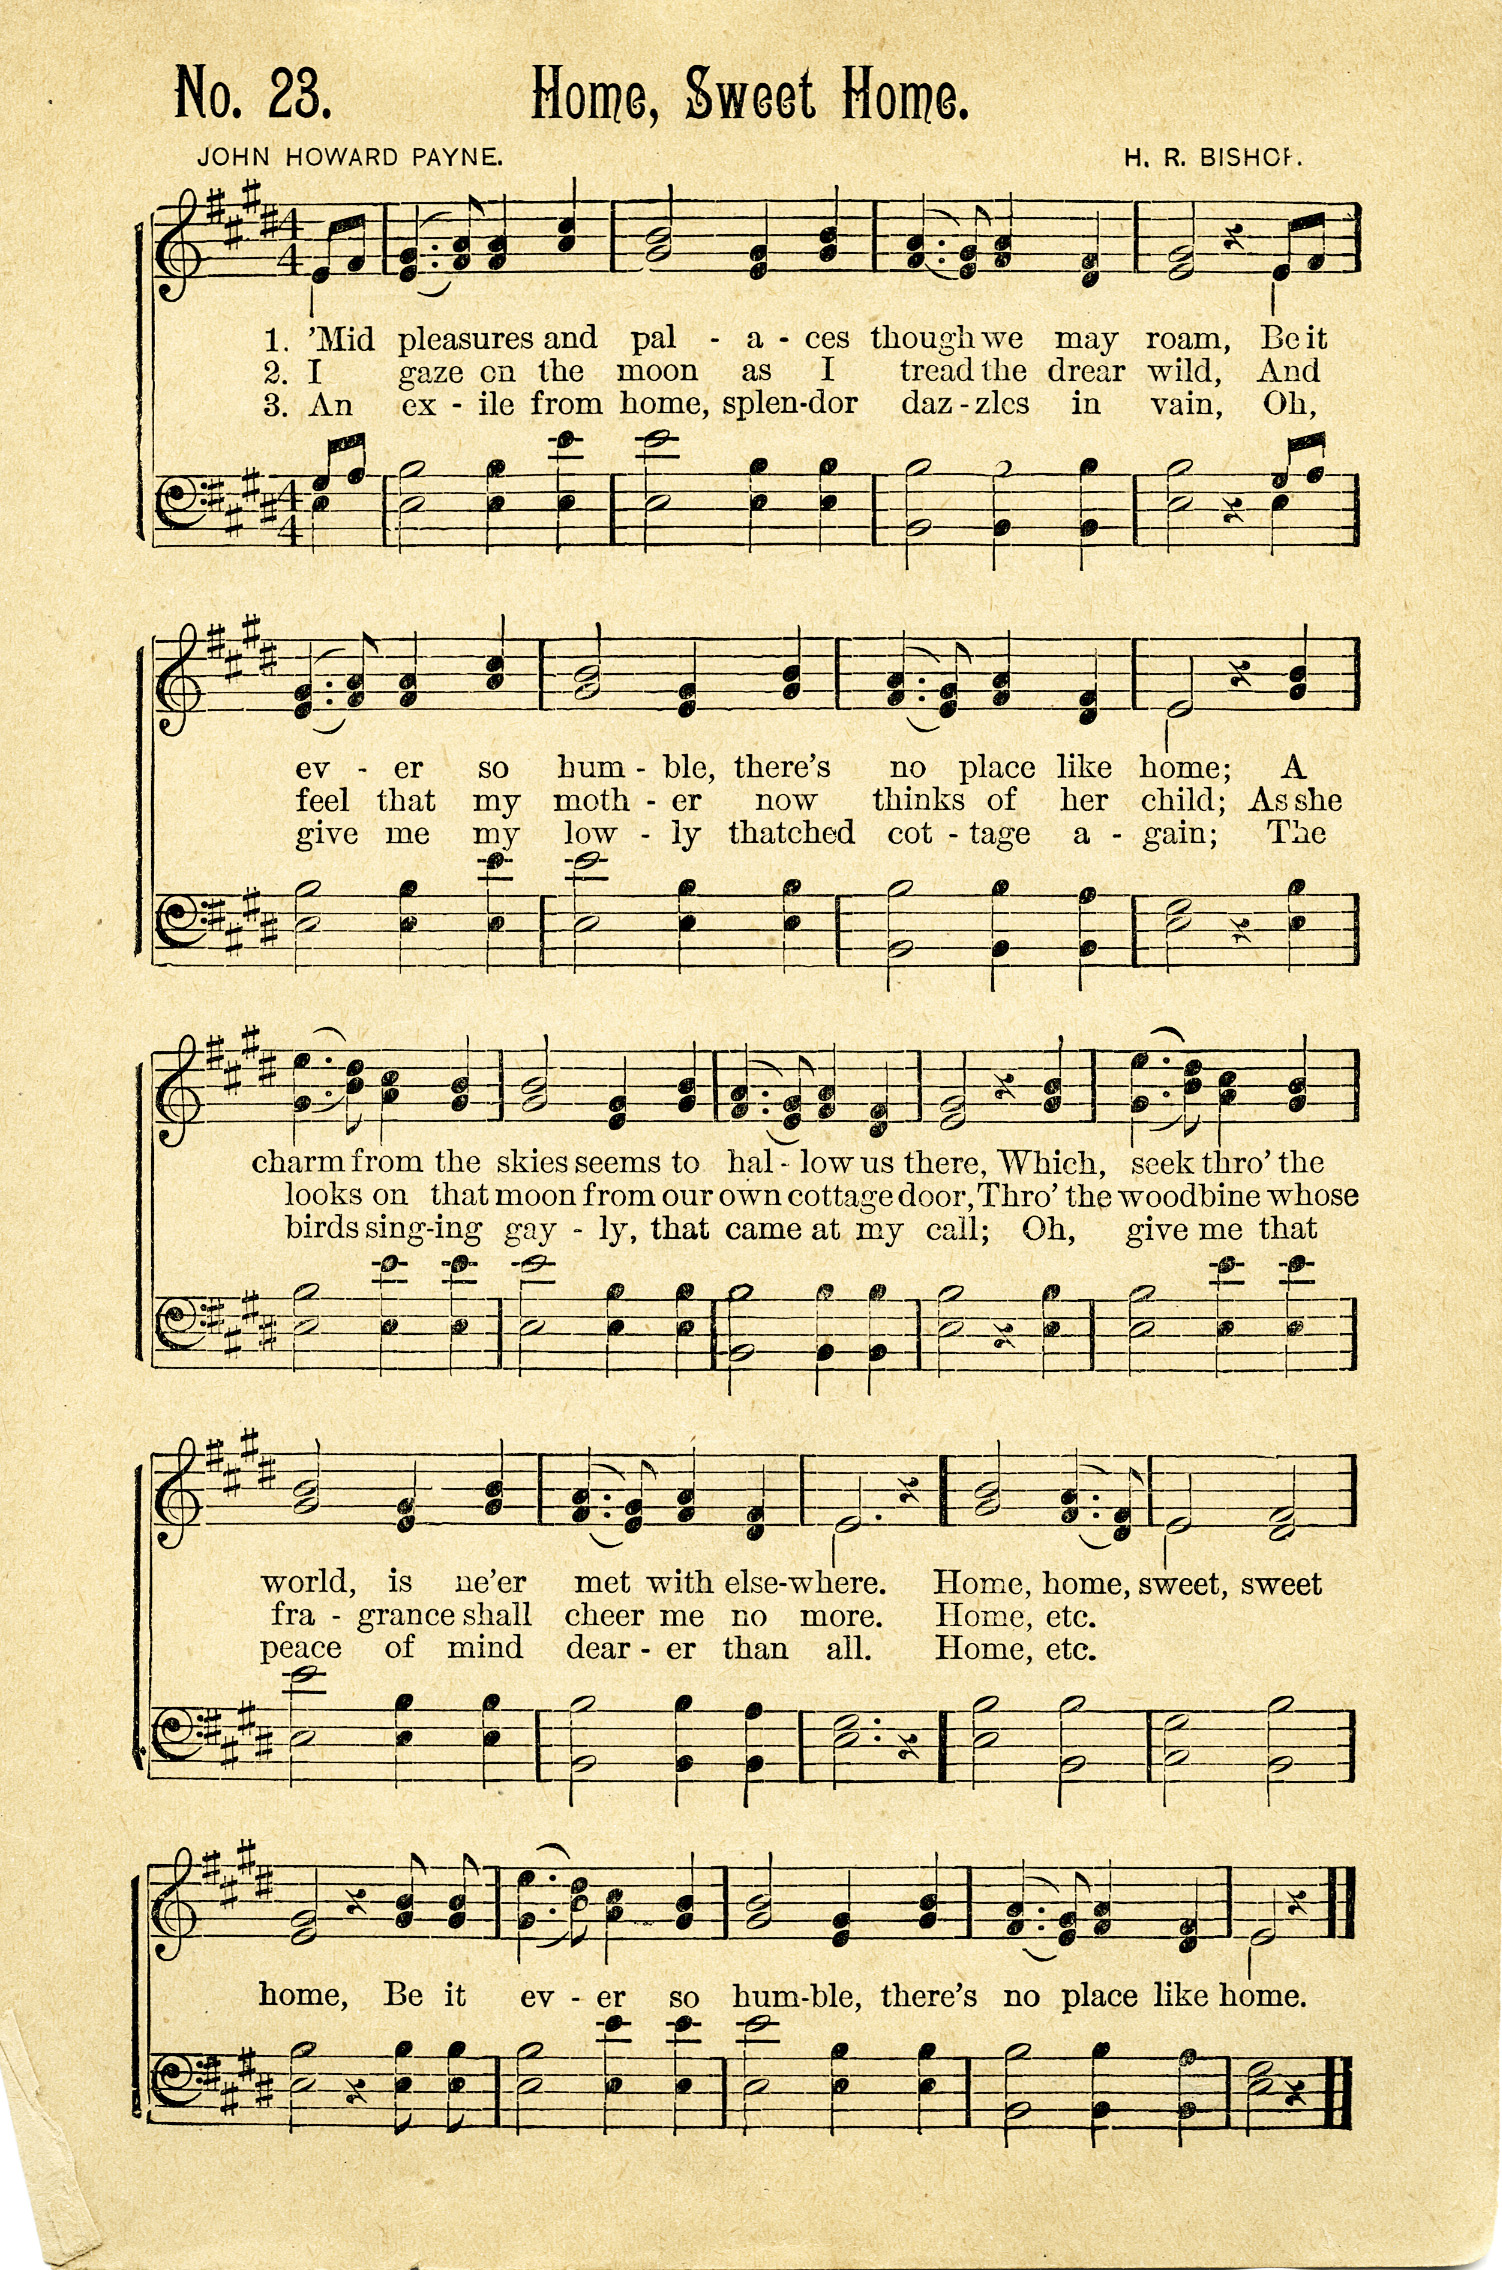 No. 23. Home, Sweet Home.
JOHN HOWARD PAYNE. H. R. BISHOP.
4 4
1. 'Mid pleasures and pal - a - ces though we may roam, Be it
2. I gaze on the moon as I tread the drear wild, And
3. An ex - ile from home, splen-dor daz - zles in vain, Oh,
4 4
ev - er so hum - ble, there's no place like home; A
feel that my moth - er now thinks of her child; As she
give me my low - ly thatched cot - tage a - gain; The
charm from the skies seems to hal - low us there, Which, seek thro' the
looks on that moon from our own cottage door, Thro' the woodbine whose
birds sing-ing gay - ly, that came at my call; Oh, give me that
world, is ne'er met with else-where. Home, home, sweet, sweet
fra - grance shall cheer me no more. Home, etc.
peace of mind dear - er than all. Home, etc.
home, Be it ev - er so hum-ble, there's no place like home.